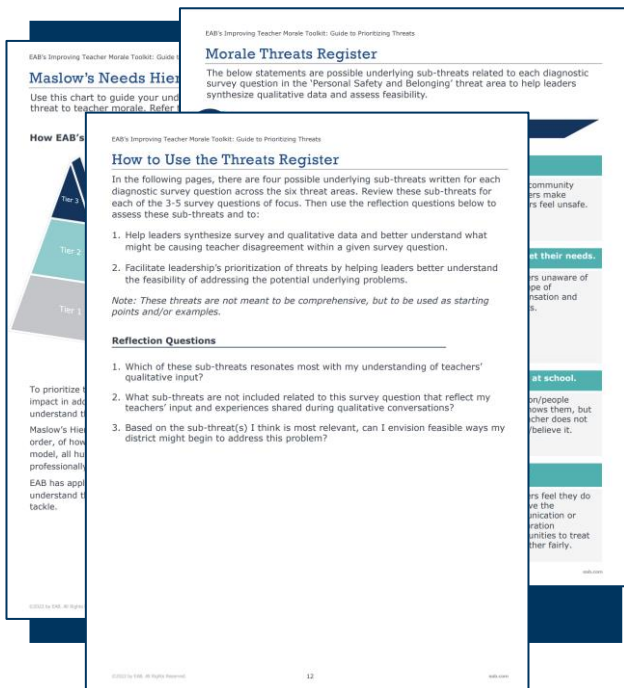 EAB's Improving Teacher Morale Toolkit: Guide to Prioritizing Threats
Morale Threats Register
The below statements are possible underlying sub-threats related to each diagnostic
survey question in the 'Personal Safety and Belonging' threat area to help leaders
synthesize qualitative data and assess feasibility.
EAB's Improving Teacher Morale Toolkit: Guide
Maslow's Needs Hier
Use this chart to guide your und
threat to teacher morale. Refer
How EAB's
Tier 3
Tier 2
Tier 1
To prioritize
impact in add
understand
Maslow's Hier
order, of how
model, all hu
professionally
EAB has appl
understand
tackle.
©2022 by EAB. All Rights
EAB's Improving Teacher Morale Toolkit: Guide to Prioritizing Threats
How to Use the Threats Register
In the following pages, there are four possible underlying sub-threats written for each
diagnostic survey question across the six threat areas. Review these sub-threats for
each of the 3-5 survey questions of focus. Then use the reflection questions below to
assess these sub-threats and to:
1. Help leaders synthesize survey and qualitative data and better understand what
might be causing teacher disagreement within a given survey question.
2. Facilitate leadership's prioritization of threats by helping leaders better understand
the feasibility of addressing the potential underlying problems.
Note: These threats are not meant to be comprehensive, but to be used as starting
points and/or examples.
Reflection Questions
1. Which of these sub-threats resonates most with my understanding of teachers'
qualitative input?
2. What sub-threats are not included related to this survey question that reflect my
teachers' input and experiences shared during qualitative conversations?
3. Based on the sub-threat(s) I think is most relevant, can I envision feasible ways my
district might begin to address this problem?
©2022 by EAB. All Rights Reserved.
12
eab.com
community
ers make
rs feel unsafe.
et their needs.
ers unaware of
ope of
nsation and
s.
at school.
on/people
nows them, but
cher does not
/believe it.
ers feel they do
ve the
unication or
oration
unities to treat
ther fairly.
eab.com